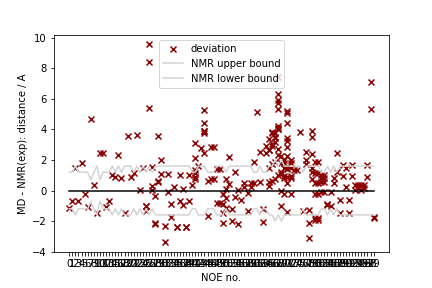 deviation
NMR upper bound
NMR lower bound
MD - NMR(exp): distance / A
10
8
6
4
2
0
−2
−4
NOE no.